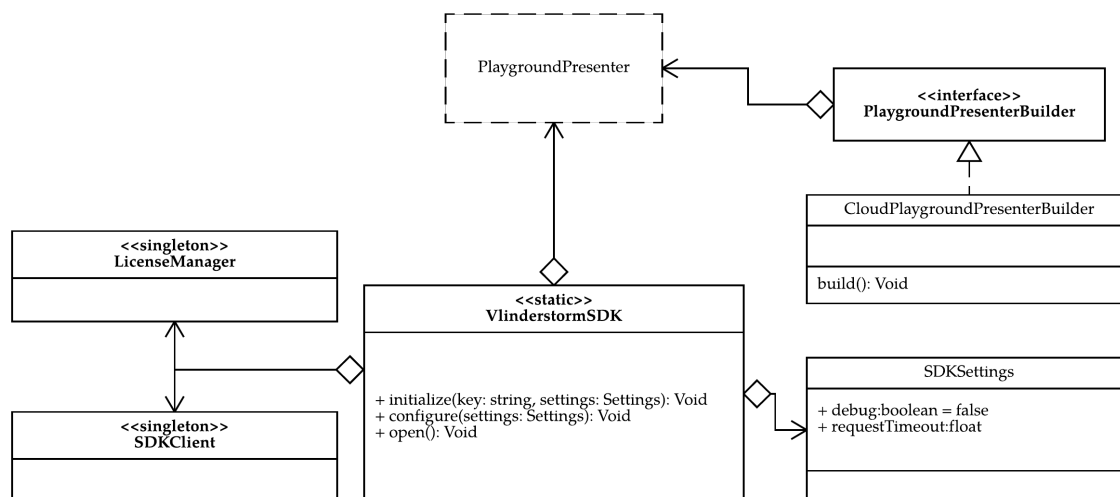 PlaygroundPresenter
<<interface>>
PlaygroundPresenterBuilder
CloudPlaygroundPresenterBuilder
build(): Void
<<singleton>>
LicenseManager
<<static>>
VlinderstormSDK
+ initialize(key: string, settings: Settings): Void
+ configure(settings: Settings): Void
+ open(): Void
SDKSettings
+ debug:boolean = false
+ requestTimeout:float
<<singleton>>
SDKClient